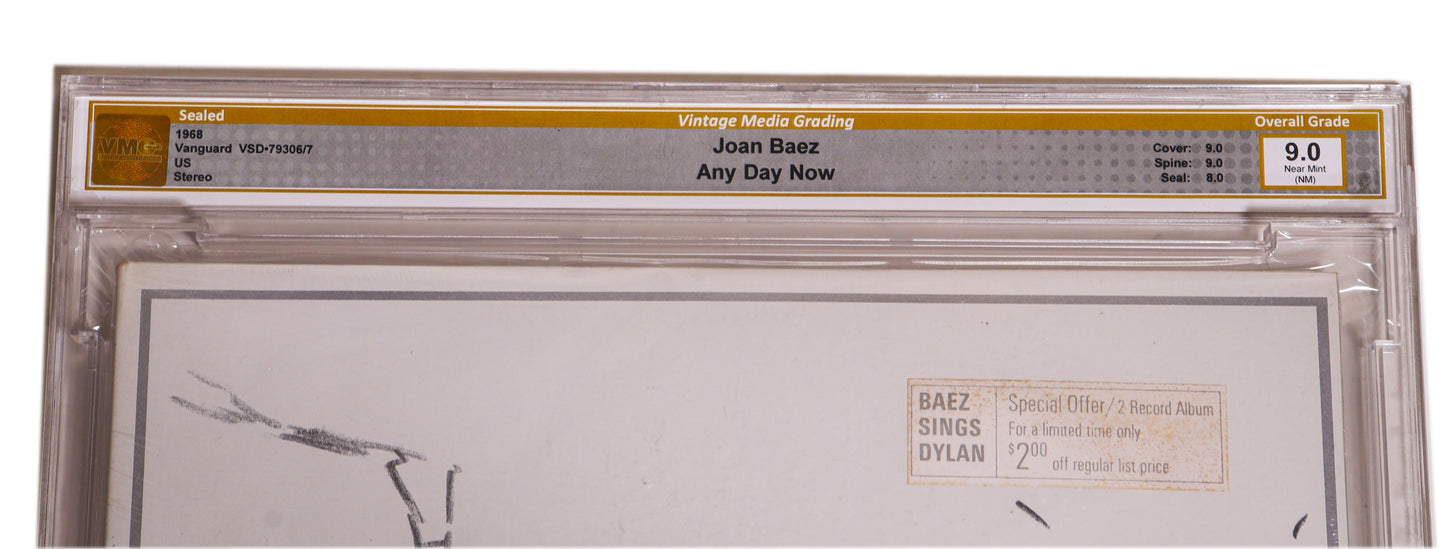 Sealed
Vintage Media Grading
Overall Grade
VMG
1968
Vanguard VSD-79306/7
US
Stereo
Joan Baez
Any Day Now
Cover: 9.0
Spine: 9.0
Seal: 8.0
9.0
Near Mint
(NM)
BAEZ
SINGS
DYLAN
Special Offer/2 Record Album
For a limited time only
$2.00
off regular list price